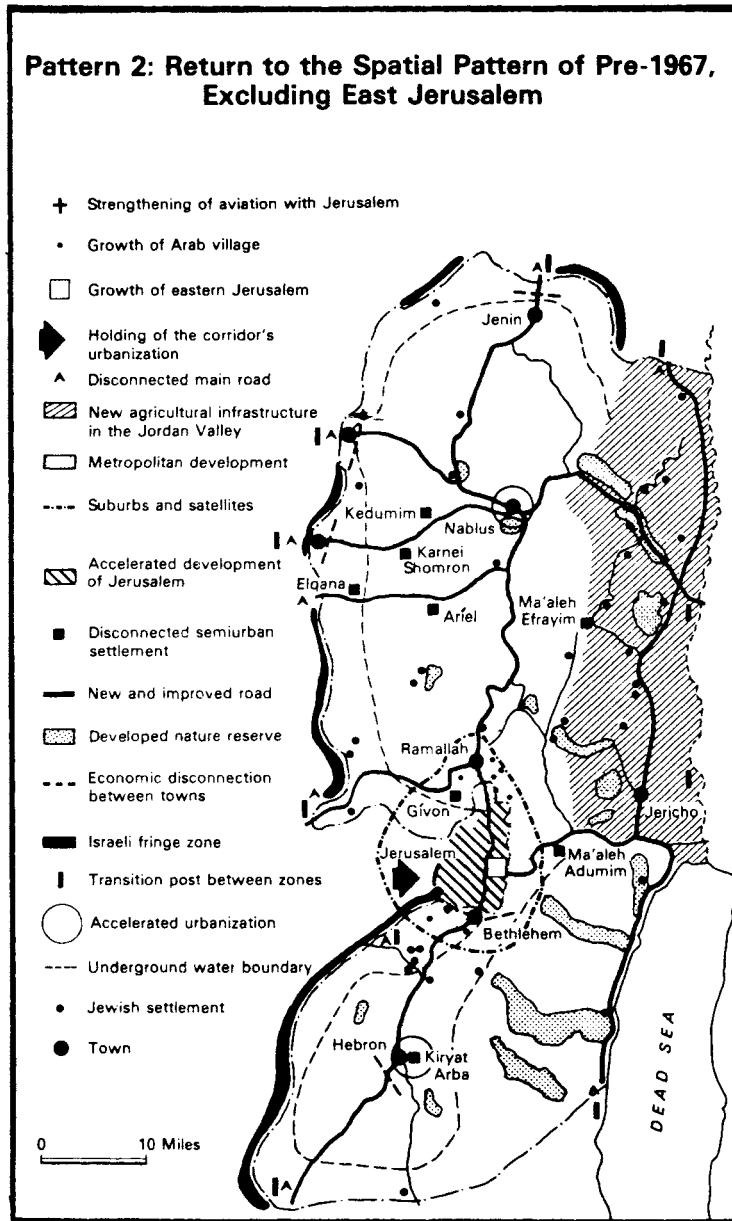 Pattern 2: Return to the Spatial Pattern of Pre-1967,
Excluding East Jerusalem
Strengthening of aviation with Jerusalem
Growth of Arab village
Growth of eastern Jerusalem
Holding of the corridor's
urbanization
Disconnected main road
New agricultural infrastructure
in the Jordan Valley
Metropolitan development
Suburbs and satellites
Accelerated development
of Jerusalem
Disconnected semiurban
settlement
New and improved road
Developed nature reserve
Economic disconnection
between towns
Israeli fringe zone
Transition post between zones
Accelerated urbanization
Underground water boundary
Jewish settlement
Town
0 10 Miles
Jenin
Kedumim
Nablus
Karnei
Shomron
Elqana
Ariel
Ma'aleh
Efrayim
Ramallah
Givon
Jericho
Jerusalem
Ma'aleh
Adumim
Bethlehem
Hebron
Kiryat
Arba
DEAD SEA